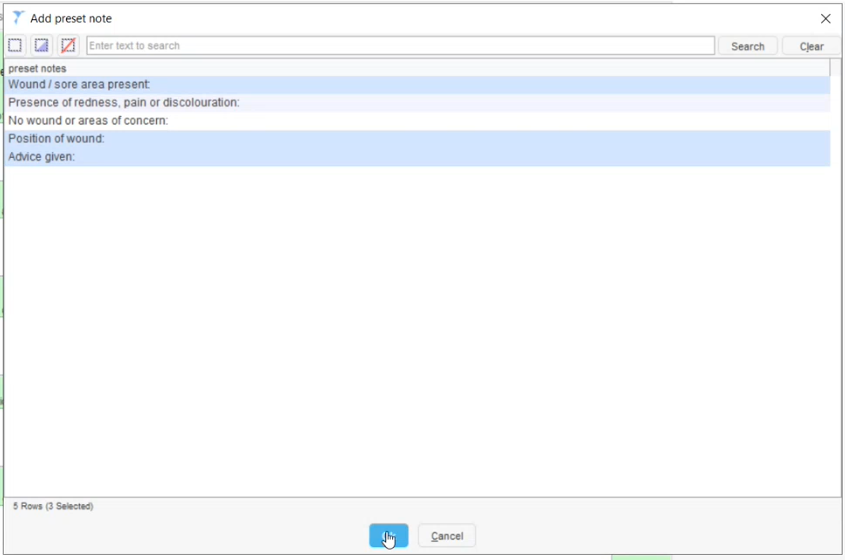 Add preset note
Enter text to search
Search
Clear
preset notes
Wound / sore area present:
Presence of redness, pain or discolouration:
No wound or areas of concern:
Position of wound:
Advice given:
5 Rows (3 Selected)
Cancel